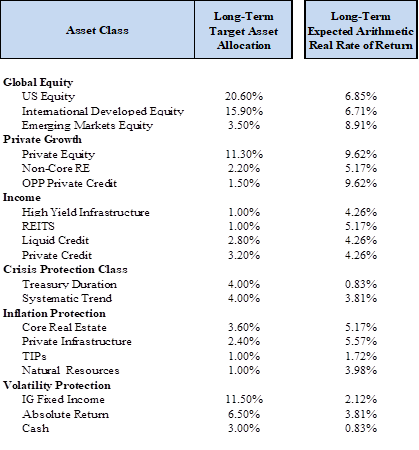 Asset Class
Long-Term
Target Asset
Allocation
Long-Term
Expected Arithmetic
Real Rate of Return
Global Equity
US Equity 20.60% 6.85%
International Developed Equity 15.90% 6.71%
Emerging Markets Equity 3.50% 8.91%
Private Growth
Private Equity 11.30% 9.62%
Non-Core RE 2.20% 5.17%
OPP Private Credit 1.50% 9.62%
Income
High Yield Infrastructure 1.00% 4.26%
REITS 1.00% 5.17%
Liquid Credit 2.80% 4.26%
Private Credit 3.20% 4.26%
Crisis Protection Class
Treasury Duration 4.00% 0.83%
Systematic Trend 4.00% 3.81%
Inflation Protection
Core Real Estate 3.60% 5.17%
Private Infrastructure 2.40% 5.57%
TIPs 1.00% 1.72%
Natural Resources 1.00% 3.98%
Volatility Protection
IG Fixed Income 11.50% 2.12%
Absolute Return 6.50% 3.81%
Cash 3.00% 0.83%